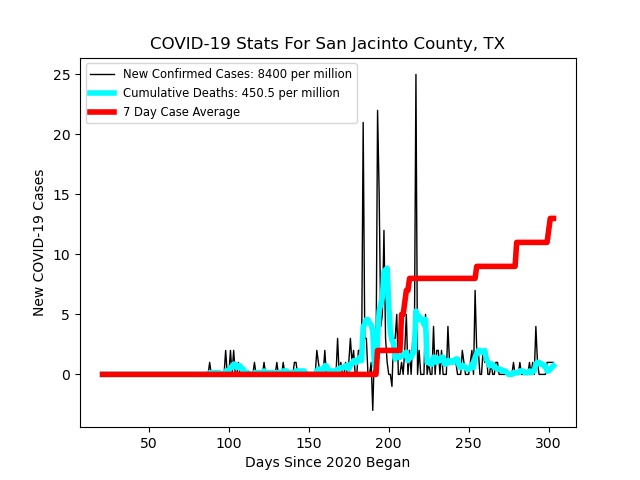 COVID-19 Stats For San Jacinto County, TX
New Confirmed Cases: 8400 per million
Cumulative Deaths: 450.5 per million
7 Day Case Average
25
20
15
10
5
0
New COVID-19 Cases
50 100 150 200 250 300
Days Since 2020 Began